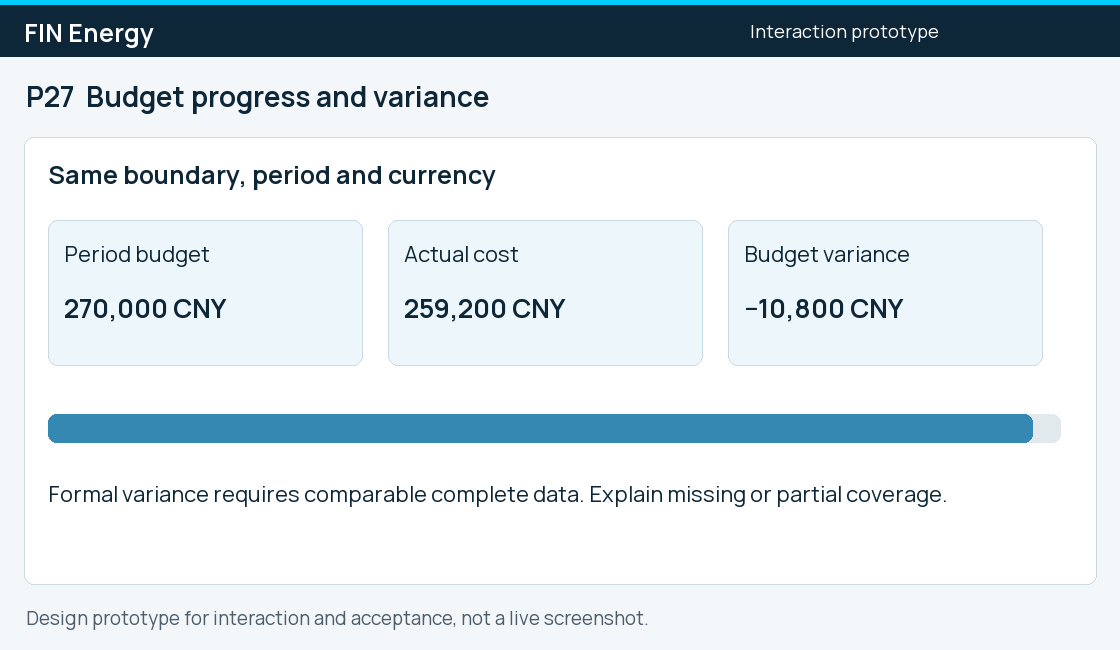 FIN Energy
Interaction prototype
P27 Budget progress and variance
Same boundary, period and currency
Period budget
270,000 CNY
Actual cost
259,200 CNY
Budget variance
−10,800 CNY
Formal variance requires comparable complete data. Explain missing or partial coverage.
Design prototype for interaction and acceptance, not a live screenshot.